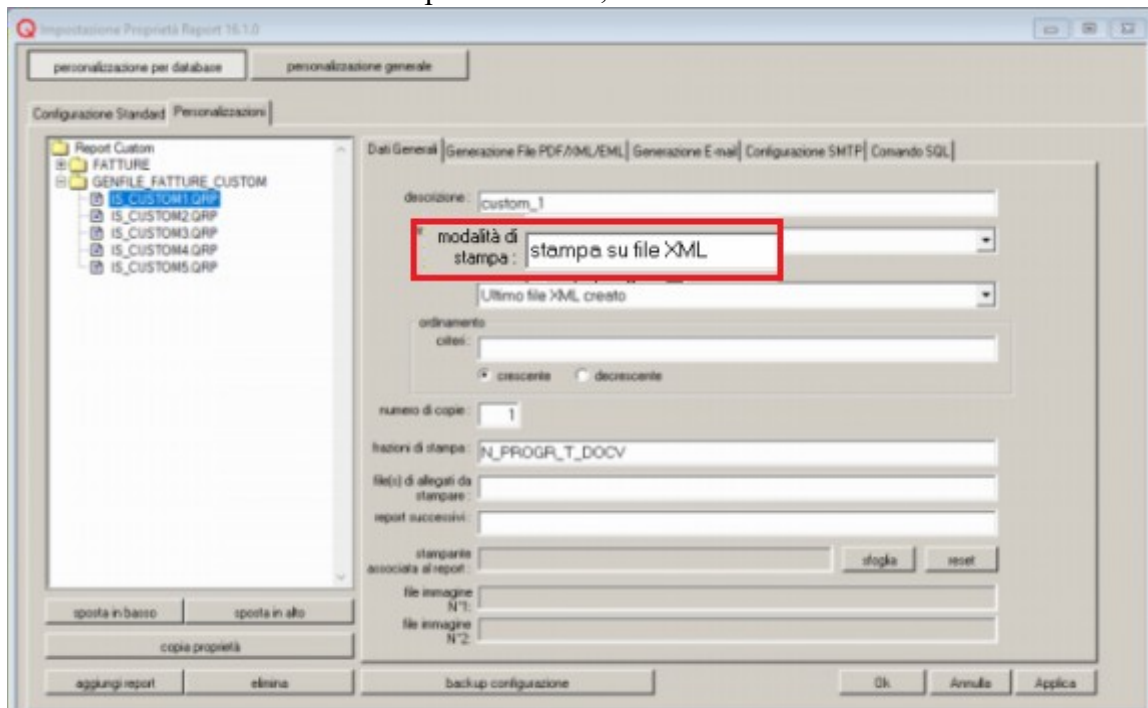 Impostazione Proprietà Report 16.1.0
personalizzazione per database
personalizzazione generale
Configurazione Standard
Personalizzazioni
Report Custom
FATTURE
GENFILE_FATTURE_CUSTOM
IS_CUSTOM1.QRP
IS_CUSTOM2.QRP
IS_CUSTOM3.QRP
IS_CUSTOM4.QRP
IS_CUSTOM5.QRP
sposta in basso
sposta in alto
copia proprietà
aggiungi report
elimina
Dati Generali
Generazione File PDF/XML/EML
Generazione E-mail
Configurazione SMTP
Comando SQL
descrizione :
custom_1
modalità di
stampa :
stampa su file XML
Ultimo file XML creato
ordinamento
criteri :
crescente
decrescente
numero di copie :
1
frazioni di stampa :
N_PROGR_T_DOCV
file(s) di allegati da
stampare :
report successivi :
stampante
associata al report :
sfoglia
reset
file immagine
N°1:
file immagine
N°2:
backup configurazione
Ok
Annulla
Applica